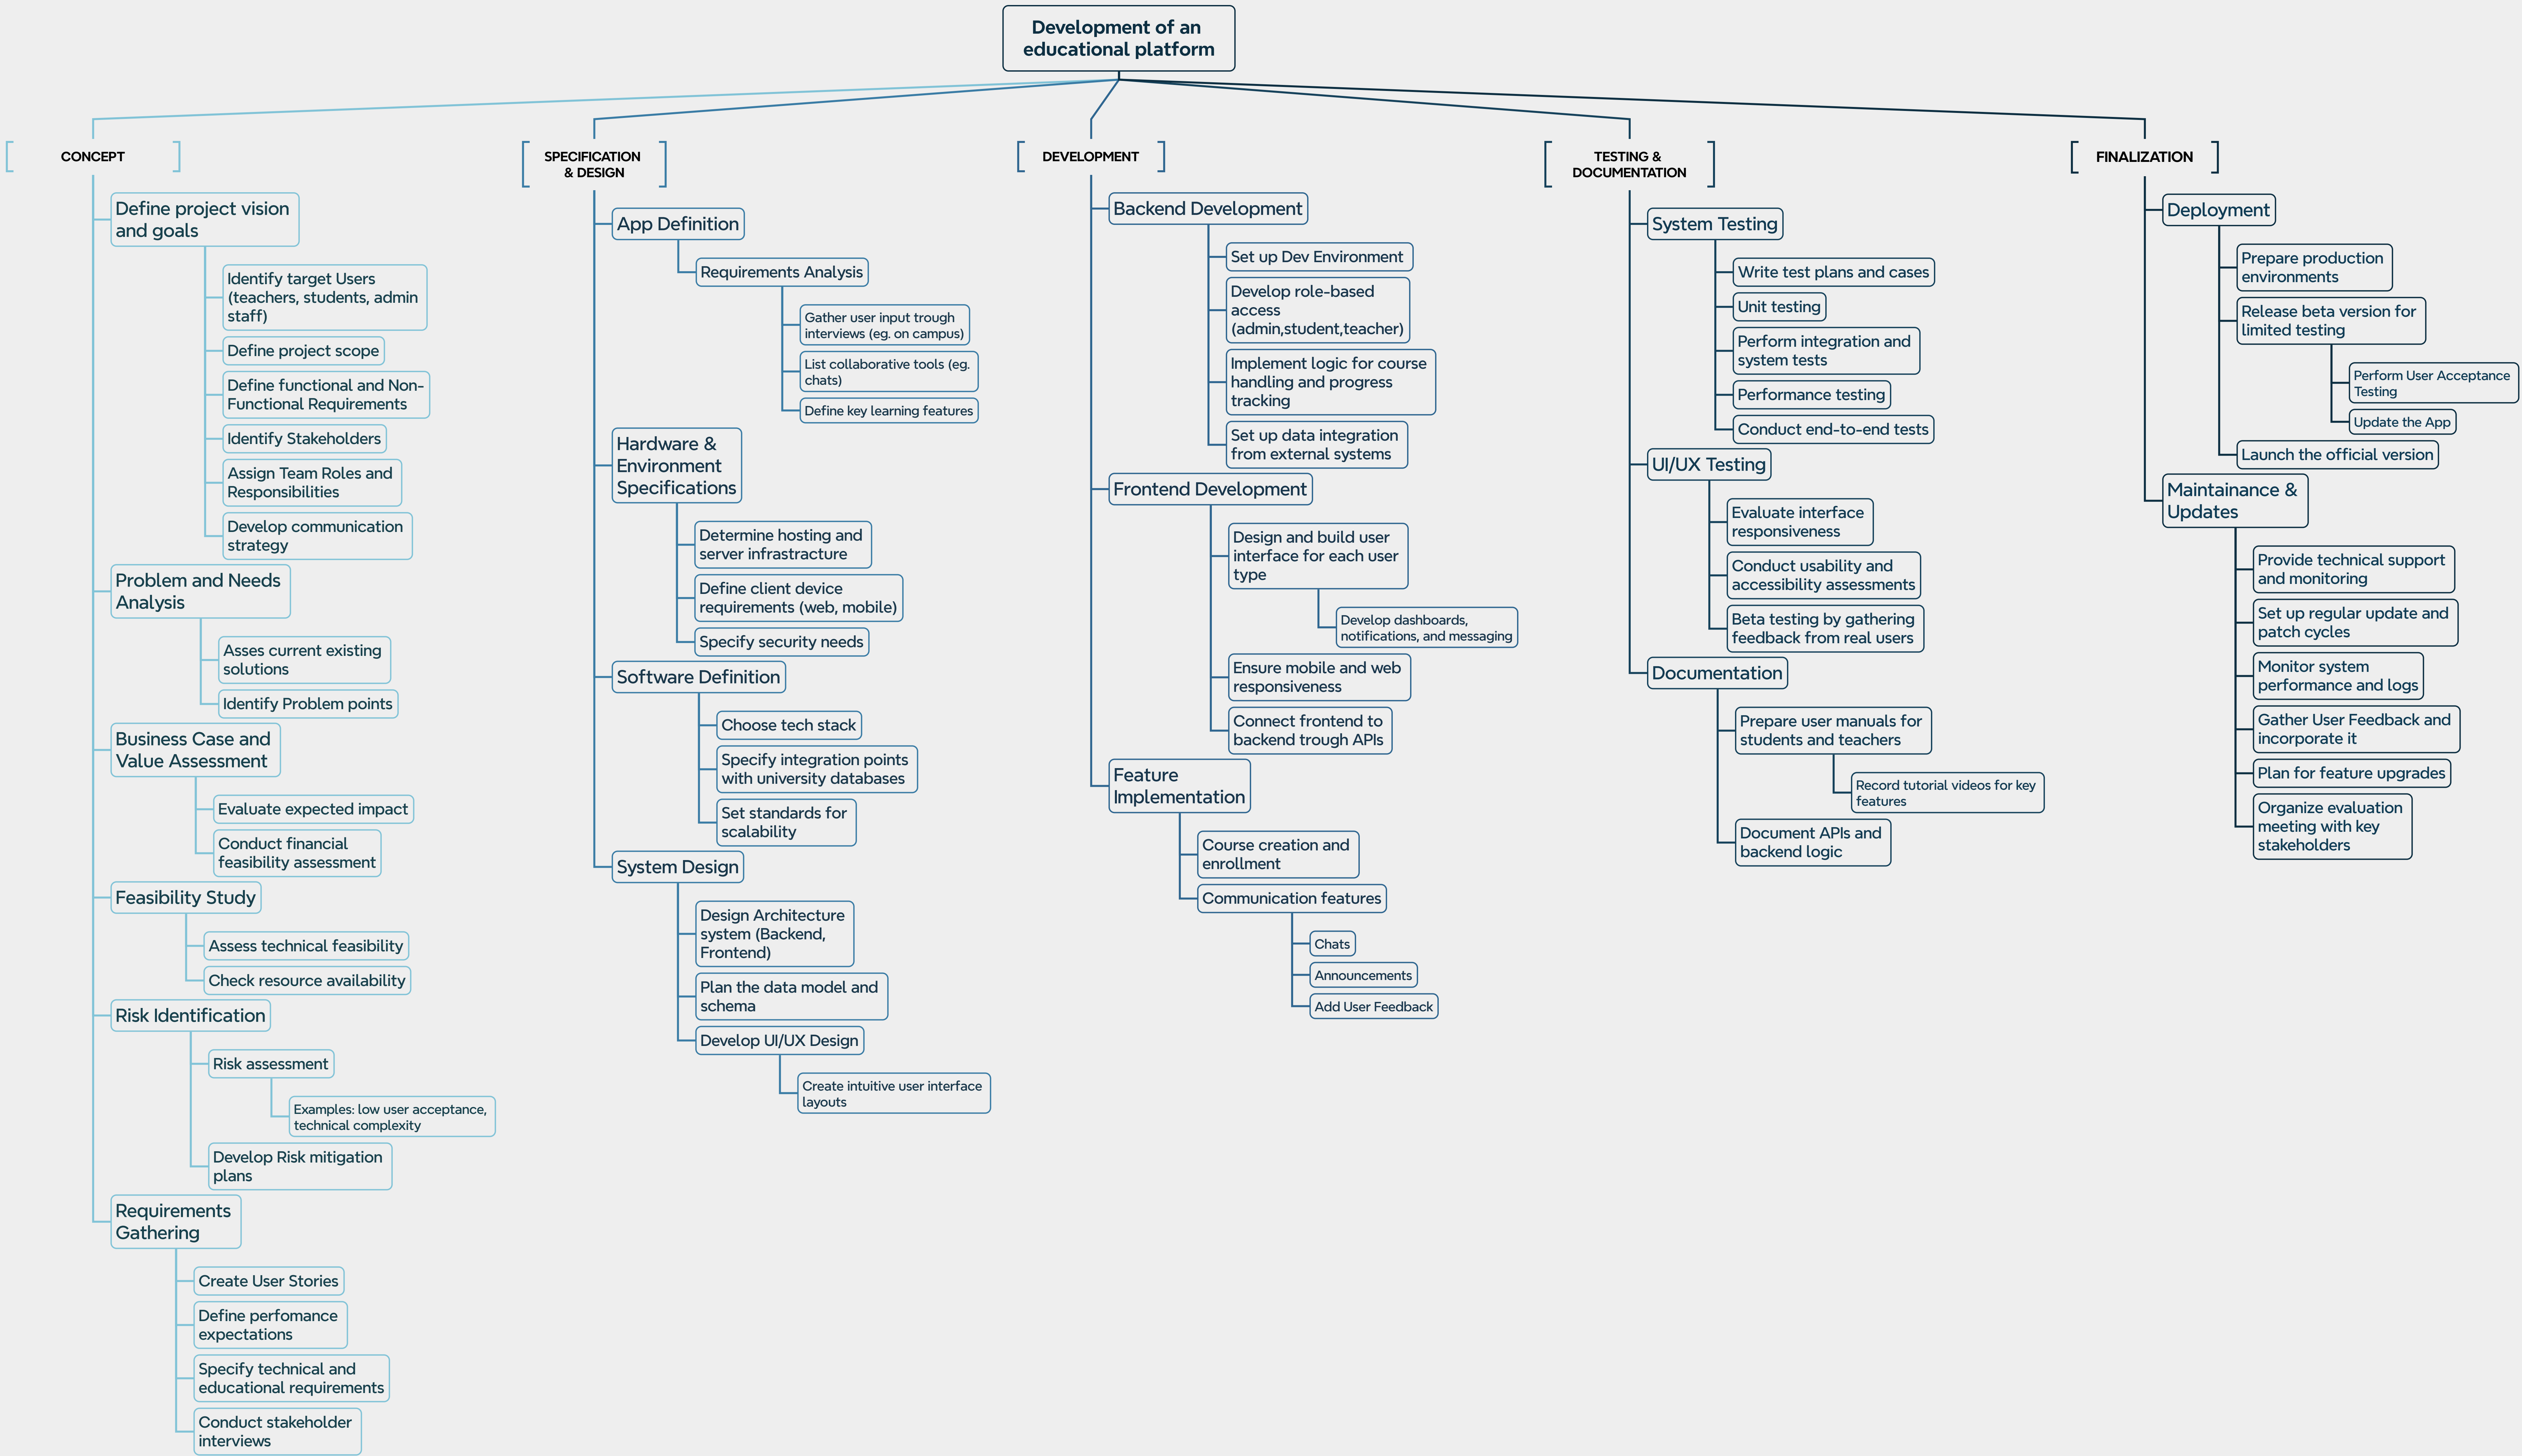 Development of an
educational platform
CONCEPT
Define project vision
and goals
Identify target Users
(teachers, students, admin
staff)
Define project scope
Define functional and Non-
Functional Requirements
Identify Stakeholders
Assign Team Roles and
Responsibilities
Develop communication
strategy
Problem and Needs
Analysis
Asses current existing
solutions
Identify Problem points
Business Case and
Value Assessment
Evaluate expected impact
Conduct financial
feasibility assessment
Feasibility Study
Assess technical feasibility
Check resource availability
Risk Identification
Risk assessment
Examples: low user acceptance,
technical complexity
Develop Risk mitigation
plans
Requirements
Gathering
Create User Stories
Define perfomance
expectations
Specify technical and
educational requirements
Conduct stakeholder
interviews
SPECIFICATION
& DESIGN
App Definition
Requirements Analysis
Gather user input trough
interviews (eg. on campus)
List collaborative tools (eg.
chats)
Define key learning features
Hardware &
Environment
Specifications
Determine hosting and
server infrastracture
Define client device
requirements (web, mobile)
Specify security needs
Software Definition
Choose tech stack
Specify integration points
with university databases
Set standards for
scalability
System Design
Design Architecture
system (Backend,
Frontend)
Plan the data model and
schema
Develop UI/UX Design
Create intuitive user interface
layouts
DEVELOPMENT
Backend Development
Set up Dev Environment
Develop role-based
access
(admin,student,teacher)
Implement logic for course
handling and progress
tracking
Set up data integration
from external systems
Frontend Development
Design and build user
interface for each user
type
Develop dashboards,
notifications, and messaging
Ensure mobile and web
responsiveness
Connect frontend to
backend trough APIs
Feature
Implementation
Course creation and
enrollment
Communication features
Chats
Announcements
Add User Feedback
TESTING &
DOCUMENTATION
System Testing
Write test plans and cases
Unit testing
Perform integration and
system tests
Performance testing
Conduct end-to-end tests
UI/UX Testing
Evaluate interface
responsiveness
Conduct usability and
accessibility assessments
Beta testing by gathering
feedback from real users
Documentation
Prepare user manuals for
students and teachers
Record tutorial videos for key
features
Document APIs and
backend logic
FINALIZATION
Deployment
Prepare production
environments
Release beta version for
limited testing
Perform User Acceptance
Testing
Update the App
Launch the official version
Maintainance &
Updates
Provide technical support
and monitoring
Set up regular update and
patch cycles
Monitor system
performance and logs
Gather User Feedback and
incorporate it
Plan for feature upgrades
Organize evaluation
meeting with key
stakeholders